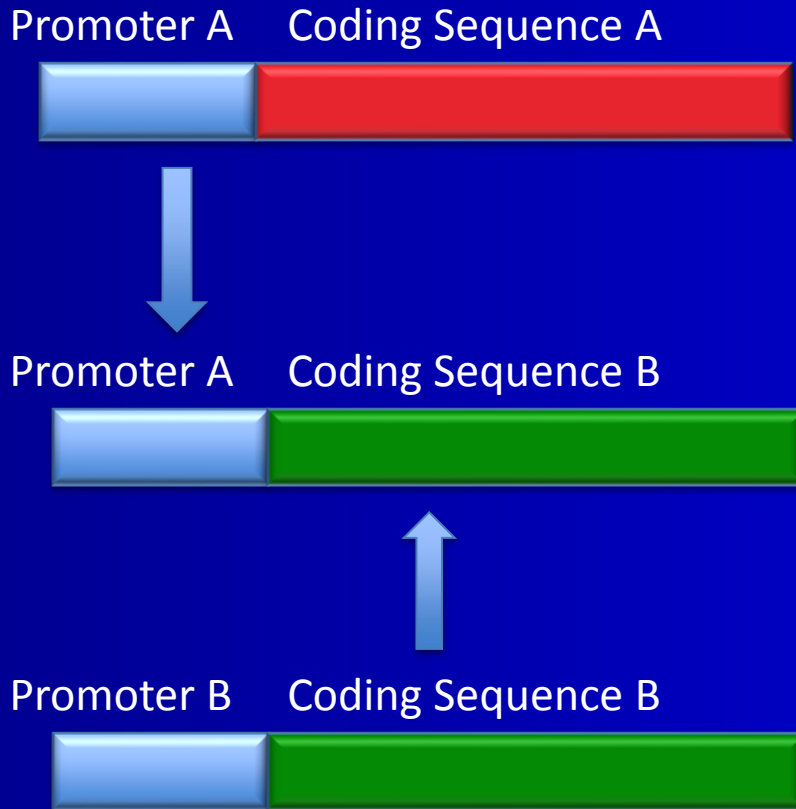 Promoter A Coding Sequence A
Promoter A Coding Sequence B
Promoter B Coding Sequence B